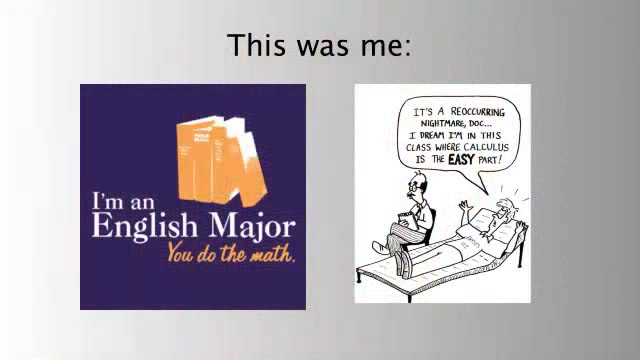 This was me:
I'm an
English Major
You do the math.
IT'S A REOCCURRING
NIGHTMARE, DOC...
I DREAM I'M IN THIS
CLASS WHERE CALCULUS
IS THE EASY PART!